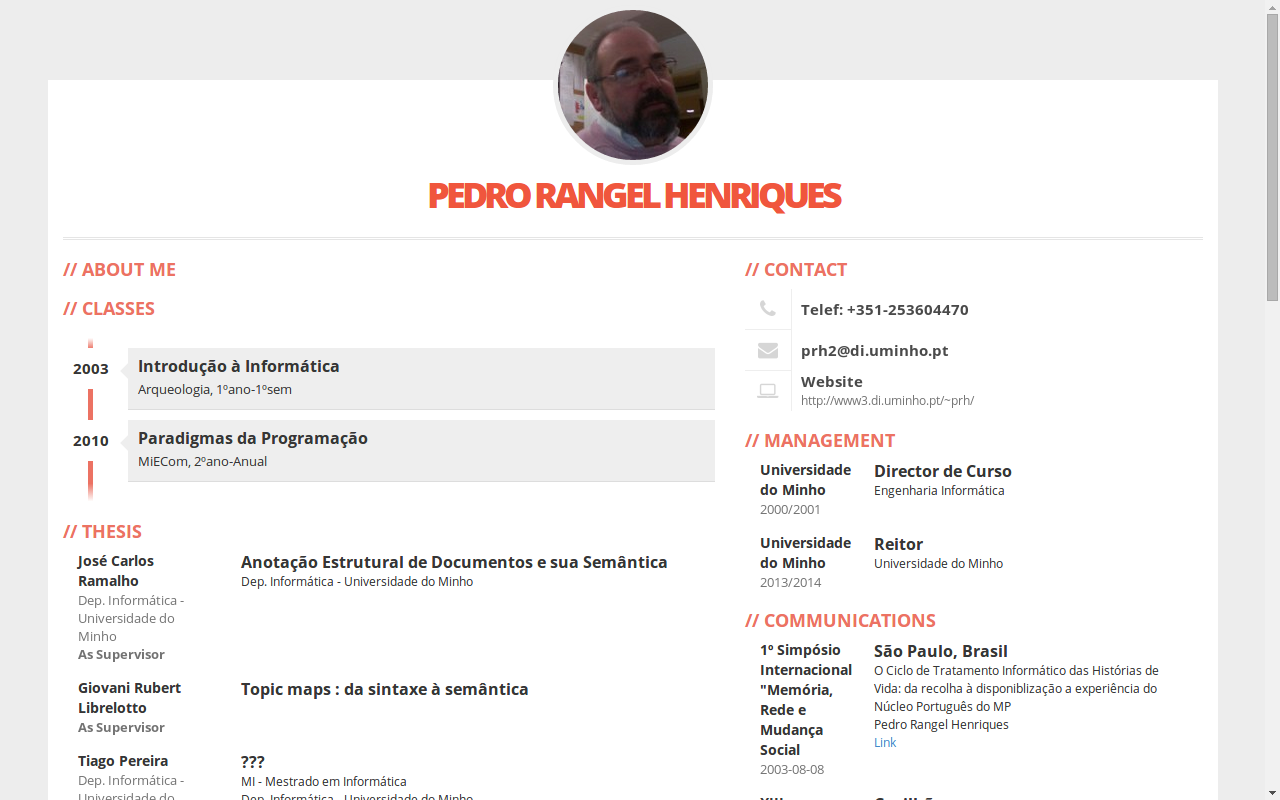 PEDRO RANGEL HENRIQUES
// ABOUT ME
// CLASSES
2003
Introdução à Informática
Arqueologia, 1ºano-1ºsem
2010
Paradigmas da Programação
MiECom, 2ºano-Anual
// THESIS
José Carlos
Ramalho
Dep. Informática -
Universidade do
Minho
As Supervisor
Anotação Estrutural de Documentos e sua Semântica
Dep. Informática - Universidade do Minho
Giovani Rubert
Librelotto
As Supervisor
Topic maps : da sintaxe à semântica
Tiago Pereira
Dep. Informática -
Universidade do
???
MI - Mestrado em Informática
Dep. Informática - Universidade do Minho
// CONTACT
Telef: +351-253604470
prh2@di.uminho.pt
Website
http://www3.di.uminho.pt/~prh/
// MANAGEMENT
Universidade
do Minho
2000/2001
Director de Curso
Engenharia Informática
Universidade
do Minho
2013/2014
Reitor
Universidade do Minho
// COMMUNICATIONS
1º Simpósio
Internacional
"Memória,
Rede e
Mudança
Social
2003-08-08
São Paulo, Brasil
O Ciclo de Tratamento Informático das Histórias de
Vida: da recolha à disponiblização a experiência do
Núcleo Português do MP
Pedro Rangel Henriques
Link